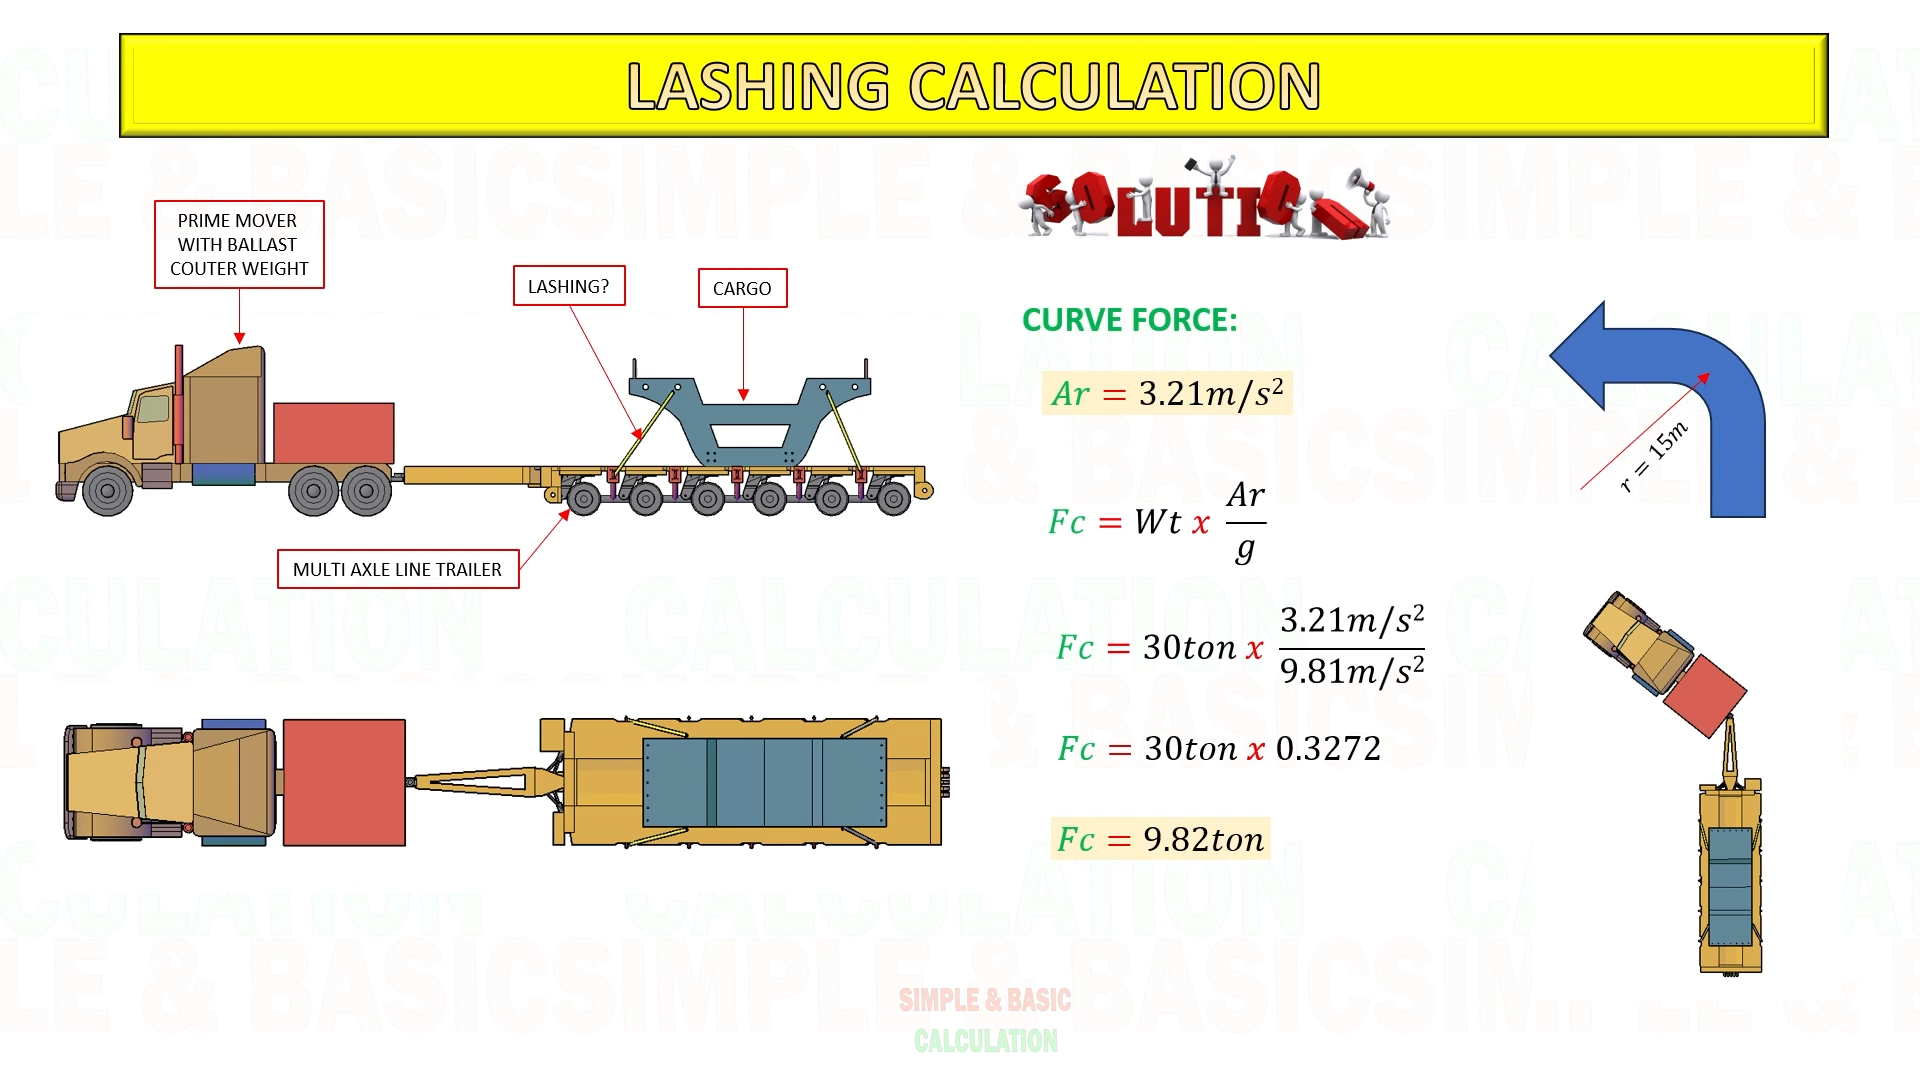 LASHING CALCULATION
SOLUTION
PRIME MOVER
WITH BALLAST
COUTER WEIGHT
LASHING?
CARGO
MULTI AXLE LINE TRAILER
CURVE FORCE:
Ar = 3.21m/s²
Fc = Wt x Ar/g
Fc = 30ton x 3.21m/s²/9.81m/s²
Fc = 30ton x 0.3272
Fc = 9.82ton
r = 15m
SIMPLE & BASIC
CALCULATION